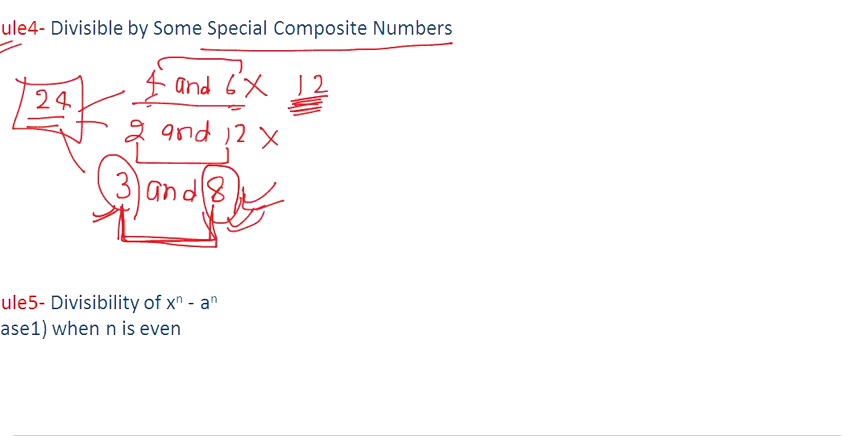 ule4- Divisible by Some Special Composite Numbers
4 and 6 X 12
24
2 and 12 X
3 and 8
ule5- Divisibility of xⁿ - aⁿ
ase1) when n is even